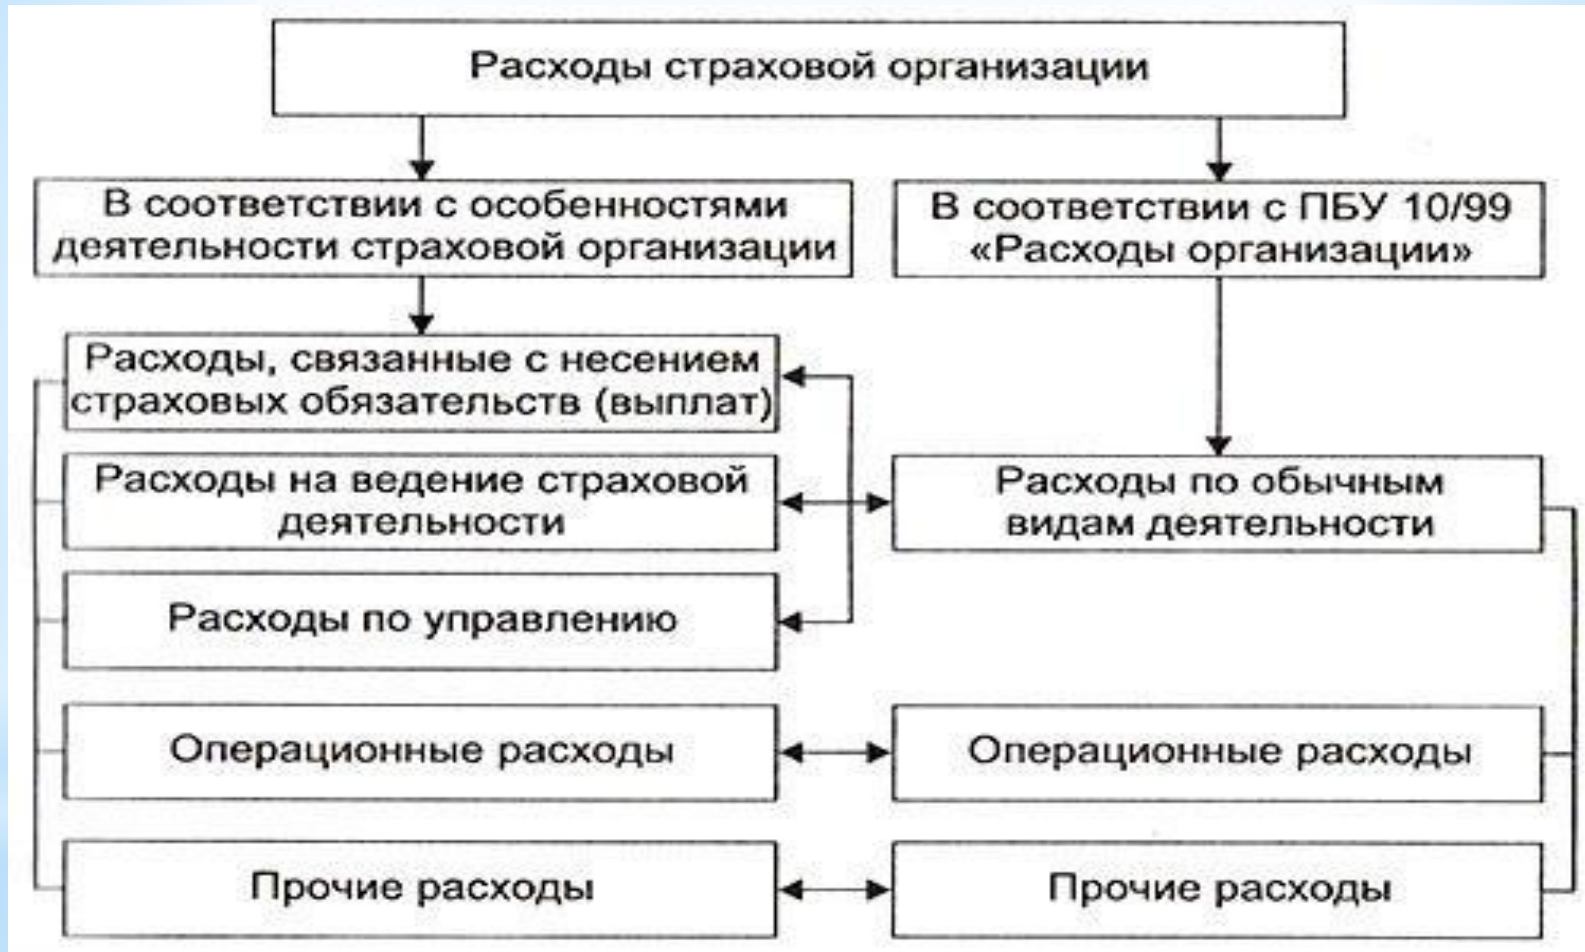 Расходы страховой организации
В соответствии с особенностями
деятельности страховой организации
В соответствии с ПБУ 10/99
«Расходы организации»
Расходы, связанные с несением
страховых обязательств (выплат)
Расходы на ведение страховой
деятельности
Расходы по обычным
видам деятельности
Расходы по управлению
Операционные расходы
Операционные расходы
Прочие расходы
Прочие расходы